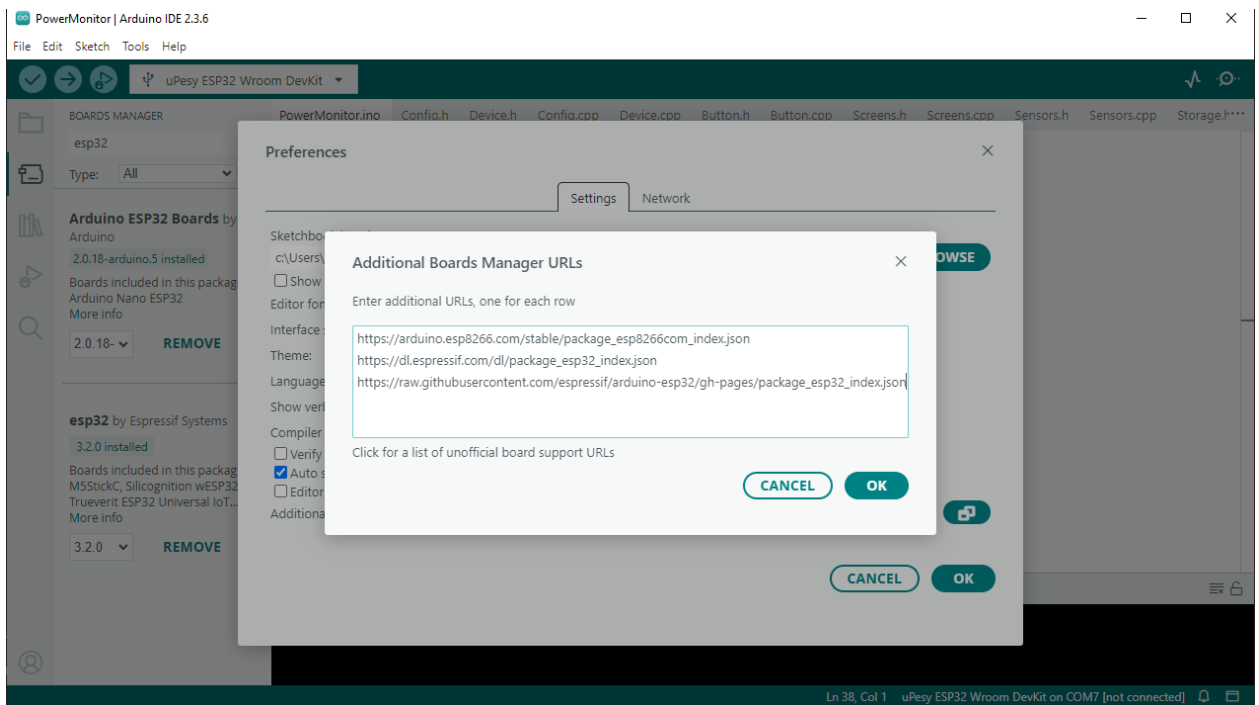 PowerMonitor | Arduino IDE 2.3.6
File Edit Sketch Tools Help
uPesy ESP32 Wroom DevKit
BOARDS MANAGER
PowerMonitor.ino Config.h Device.h Config.cpp Device.cpp Button.h Button.cpp Screens.h Screens.cpp Sensors.h Sensors.cpp Storage.h
esp32
Type: All
Arduino ESP32 Boards by
Arduino
2.0.18-arduino.5 installed
Boards included in this packag
Arduino Nano ESP32
More info
2.0.18-
REMOVE
esp32 by Espressif Systems
3.2.0 installed
Boards included in this packag
M5StickC, Silicognition wESP32
Trueverit ESP32 Universal IoT...
More info
3.2.0
REMOVE
Preferences
Settings Network
Sketchbo
c:\Users\
OWSE
Show
Editor fon
Interface
Theme:
Language
Show ver
Compiler
Verify
Auto s
Editor
Additiona
CANCEL OK
Additional Boards Manager URLs
Enter additional URLs, one for each row
https://arduino.esp8266.com/stable/package_esp8266com_index.json
https://dl.espressif.com/dl/package_esp32_index.json
https://raw.githubusercontent.com/espressif/arduino-esp32/gh-pages/package_esp32_index.json
Click for a list of unofficial board support URLs
CANCEL OK
Ln 38, Col 1 uPesy ESP32 Wroom DevKit on COM7 [not connected]